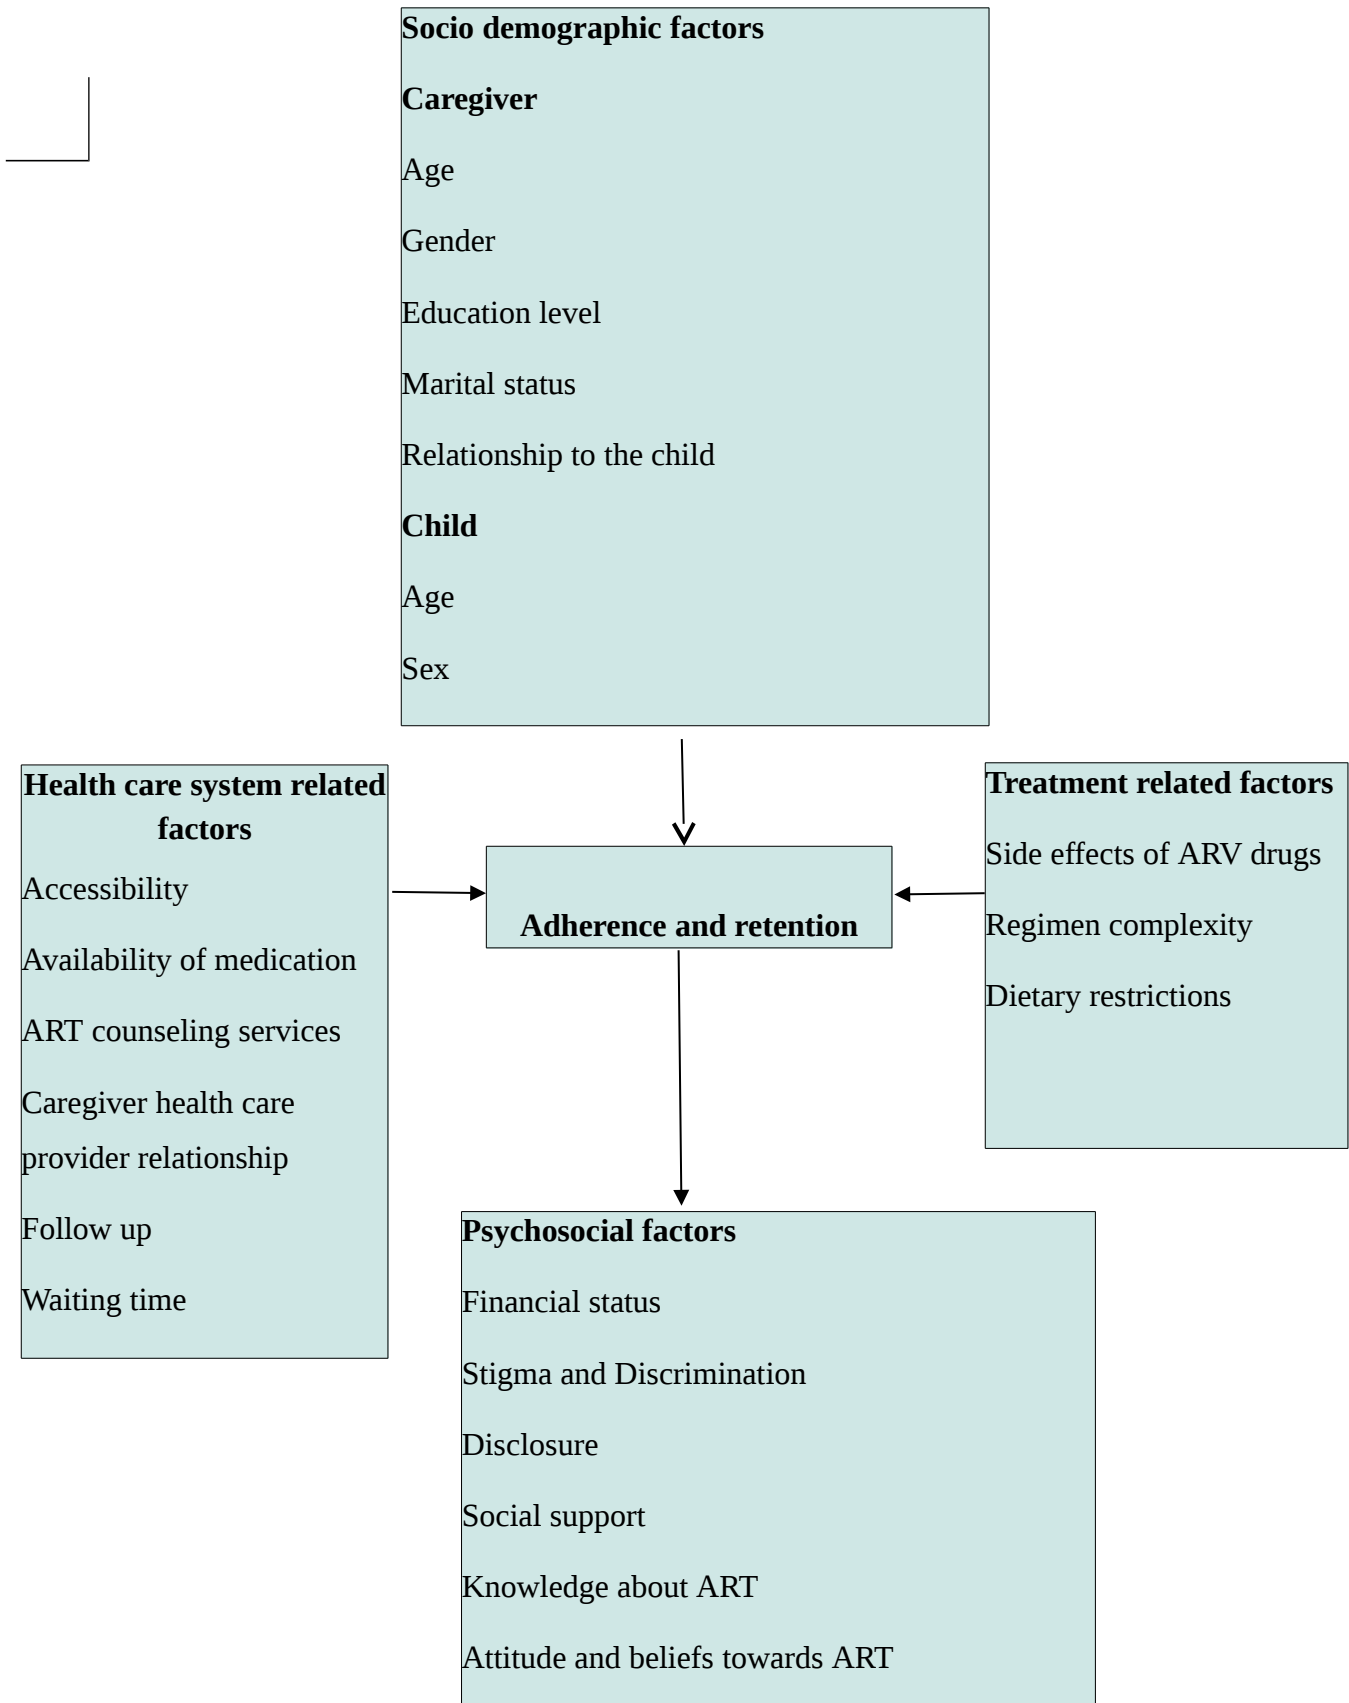 Socio demographic factors
Caregiver
Age
Gender
Education level
Marital status
Relationship to the child
Child
Age
Sex
Health care system related
factors
Accessibility
Availability of medication
ART counseling services
Caregiver health care
provider relationship
Follow up
Waiting time
Adherence and retention
Treatment related factors
Side effects of ARV drugs
Regimen complexity
Dietary restrictions
Psychosocial factors
Financial status
Stigma and Discrimination
Disclosure
Social support
Knowledge about ART
Attitude and beliefs towards ART